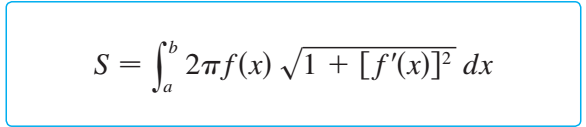 S = ∫_a^b 2πf(x) √(1 + [f'(x)]²) dx